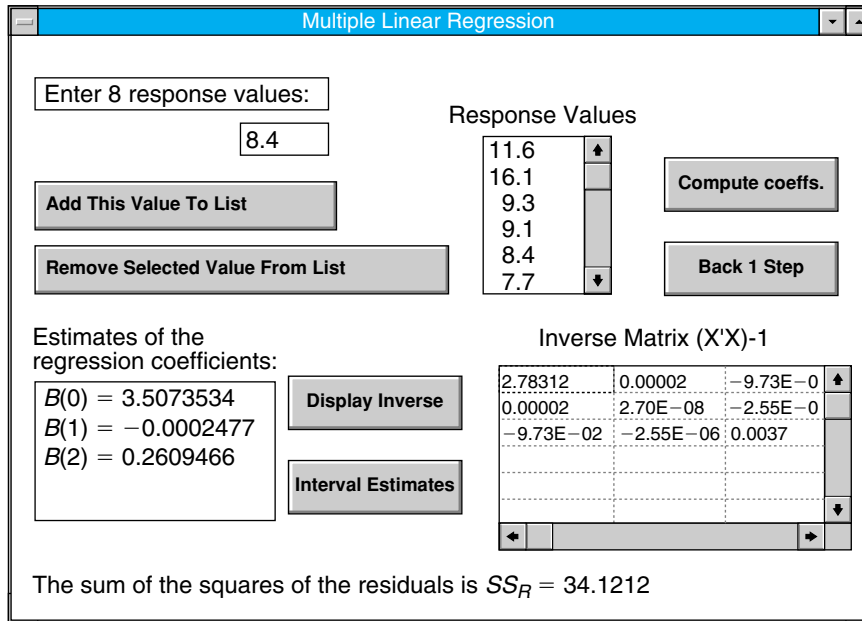 Multiple Linear Regression
Enter 8 response values:
8.4
Add This Value To List
Remove Selected Value From List
Response Values
11.6
16.1
9.3
9.1
8.4
7.7
Compute coeffs.
Back 1 Step
Estimates of the
regression coefficients:
B(0) = 3.5073534
B(1) = −0.0002477
B(2) = 0.2609466
Display Inverse
Interval Estimates
Inverse Matrix (X'X)-1
2.78312 0.00002 −9.73E−0
0.00002 2.70E−08 −2.55E−0
−9.73E−02 −2.55E−06 0.0037
The sum of the squares of the residuals is SS_R = 34.1212